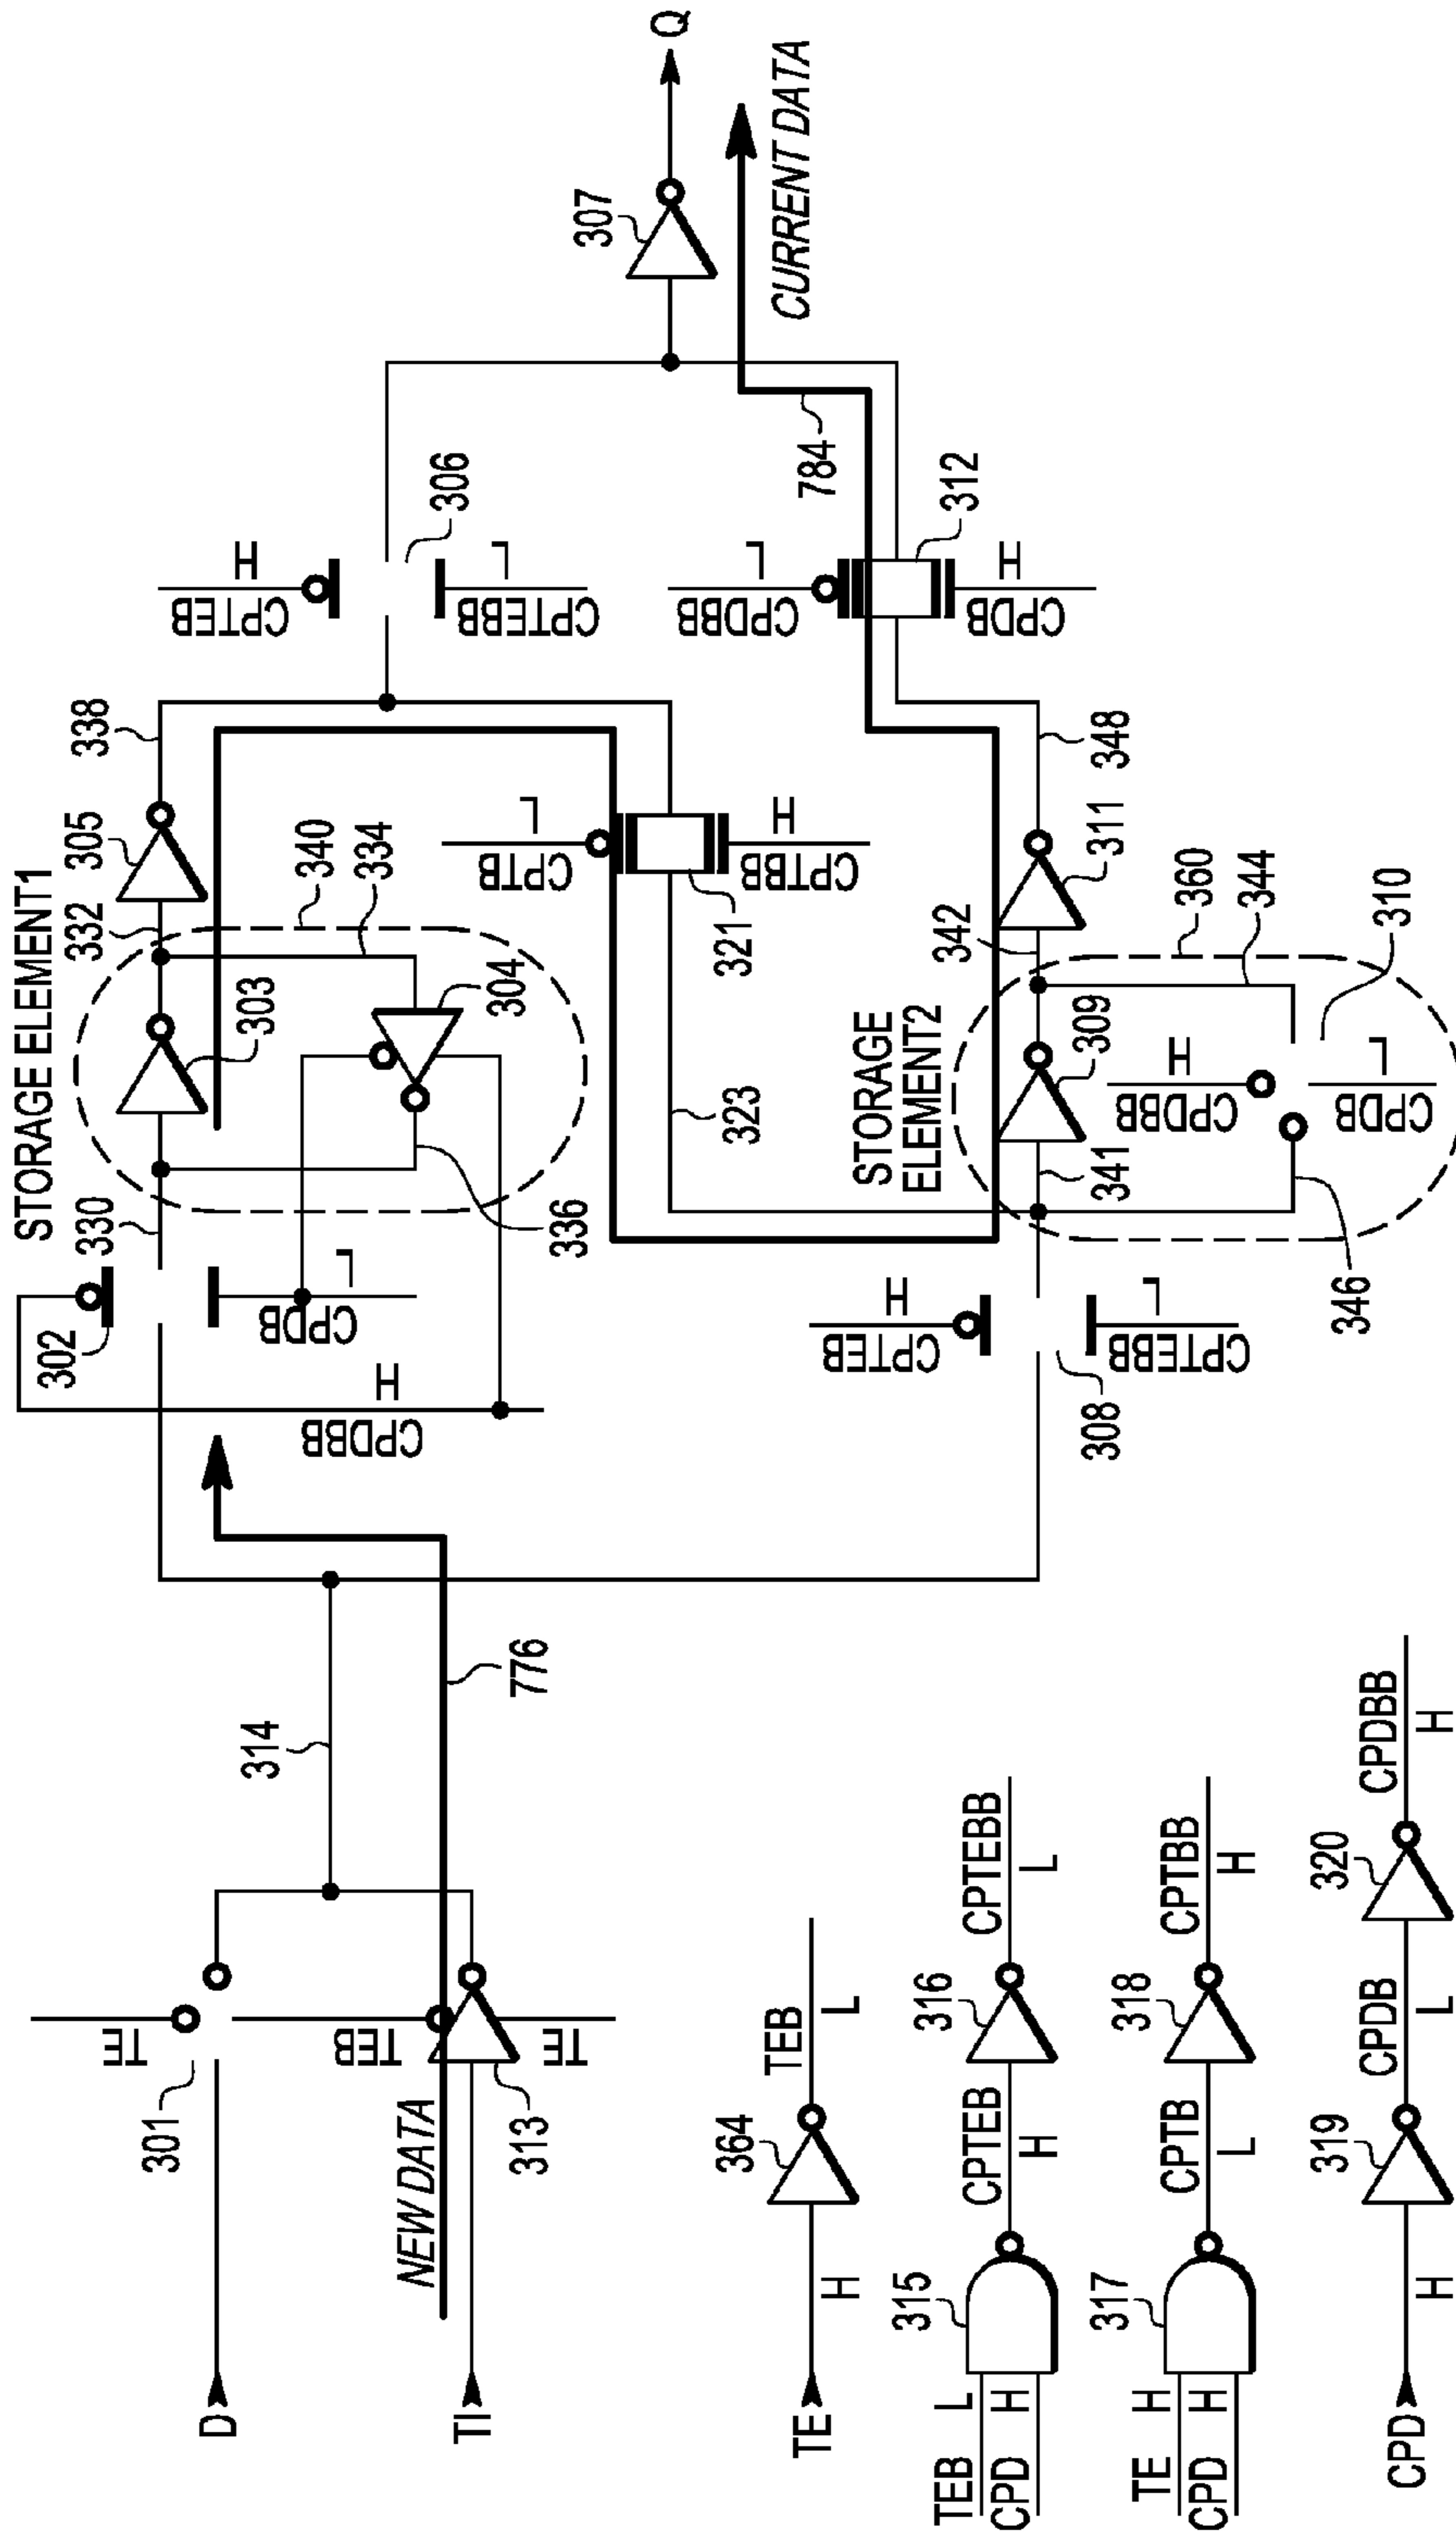 STORAGE ELEMENT1
330
332
305
338
302
303
340
334
304
336
CPDB
L
CPDBB
H
CPTEB
H
306
CPTEBB
L
307
Q
CURRENT DATA
784
CPTB
L
321
CPTBB
H
323
CPDBB
L
312
CPDB
H
STORAGE
ELEMENT2
341
342
309
311
348
360
344
310
346
CPDBB
H
CPDB
L
CPTEB
H
308
CPTEBB
L
D
301
TE
314
TEB
NEW DATA
776
TI
313
TE
TE
H
364
TEB
L
TEB L
CPD H
315
CPTEB
H
316
CPTEBB
L
TE H
CPD H
317
CPTB
L
318
CPTBB
H
CPD
H
319
CPDB
L
320
CPDBB
H